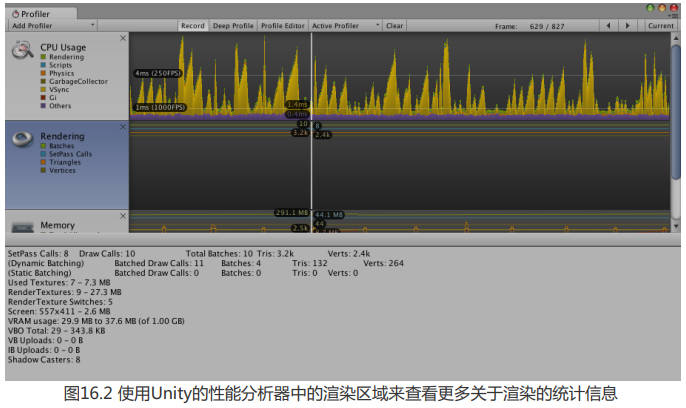 Profiler
Add Profiler Record Deep Profile Profile Editor Active Profiler Clear Frame: 629 / 827 Current
CPU Usage
Rendering
Scripts
Physics
GarbageCollector
VSync
Gi
Others
4ms (250FPS)
1ms (1000FPS)
1.4ms
0.4ms
Rendering
Batches
SetPass Calls
Triangles
Vertices
10 8
3.2k 2.4k
Memory
291.1 MB 44.1 MB
44
2.5k
SetPass Calls: 8 Draw Calls: 10 Total Batches: 10 Tris: 3.2k Verts: 2.4k
(Dynamic Batching) Batched Draw Calls: 11 Batches: 4 Tris: 132 Verts: 264
(Static Batching) Batched Draw Calls: 0 Batches: 0 Tris: 0 Verts: 0
Used Textures: 7 - 7.3 MB
RenderTextures: 9 - 27.3 MB
RenderTexture Switches: 5
Screen: 557x411 - 2.6 MB
VRAM usage: 29.9 MB to 37.6 MB (of 1.00 GB)
VBO Total: 29 - 343.8 KB
VB Uploads: 0 - 0 B
IB Uploads: 0 - 0 B
Shadow Casters: 8
图16.2 使用Unity的性能分析器中的渲染区域来查看更多关于渲染的统计信息